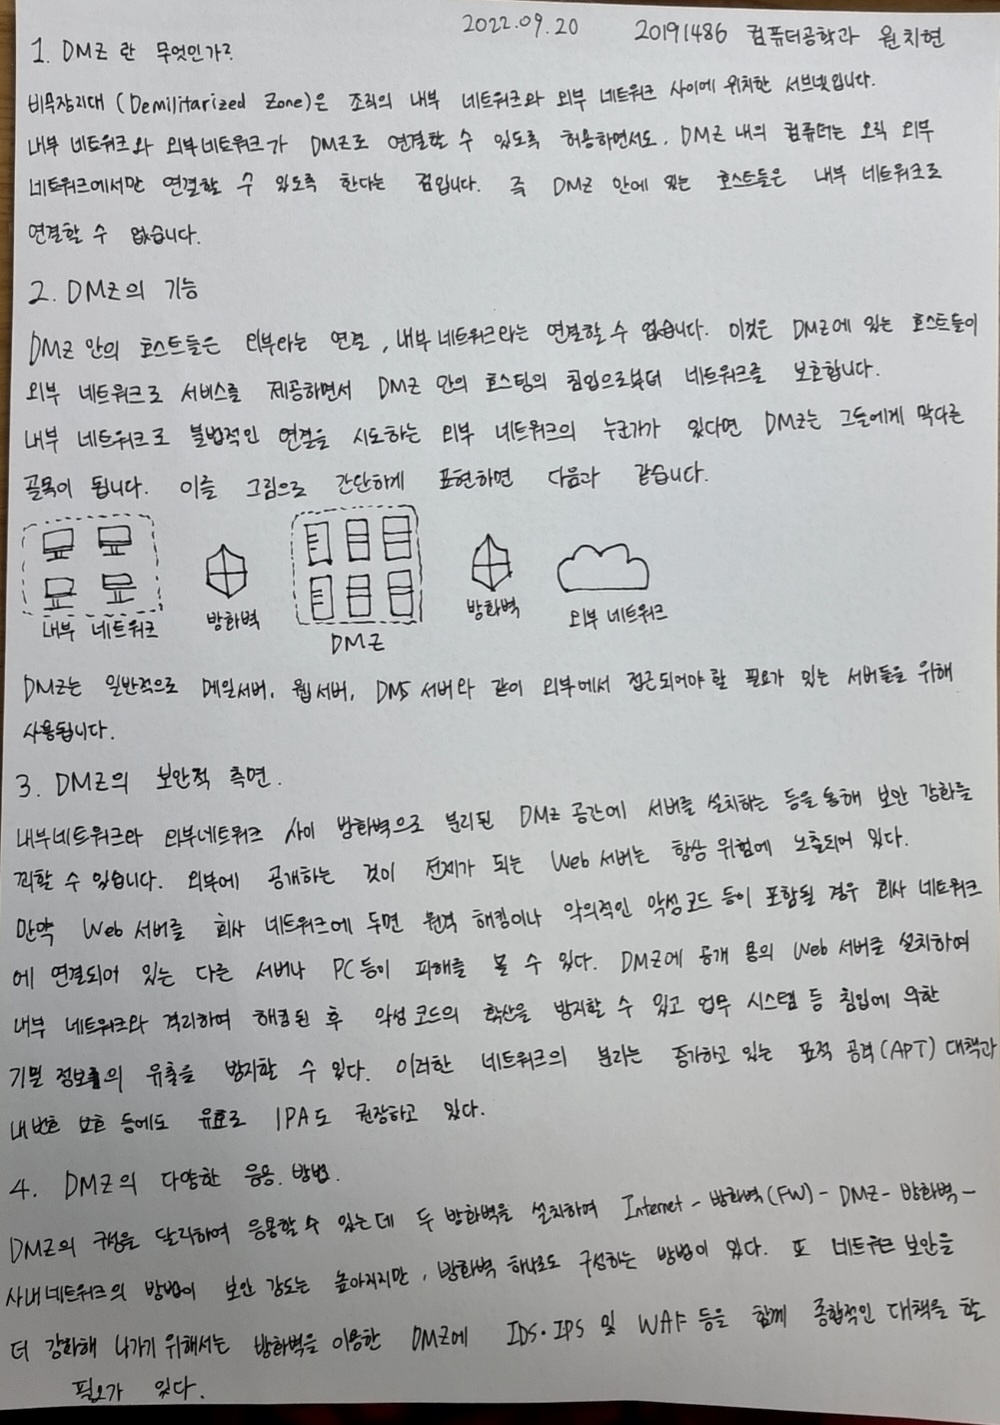 2022.09.20 20191486 컴퓨터공학과 원치현
1. DMZ 란 무엇인가?
비무장지대 (Demilitarized Zone)은 조직의 내부 네트워크와 외부 네트워크 사이에 위치한 서브넷입니다.
내부 네트워크와 외부네트워크가 DMZ로 연결할 수 있도록 허용하면서도, DMZ 내의 컴퓨터는 오직 외부
네트워크에서만 연결할 수 있도록 한다는 점입니다. 즉 DMZ 안에 있는 호스트들은 내부 네트워크로
연결할 수 없습니다.
2. DMZ의 기능
DMZ 안의 호스트들은 외부라는 연결, 내부 네트워크라는 연결할 수 없습니다. 이것은 DMZ에 있는 호스트들이
외부 네트워크로 서비스를 제공하면서 DMZ 안의 호스팅의 침입으로부터 네트워크를 보호합니다.
내부 네트워크로 불법적인 연결을 시도하는 외부 네트워크의 누군가가 있다면 DMZ는 그들에게 막다른
골목이 됩니다. 이를 그림으로 간단하게 표현하면 다음과 같습니다.
내부 네트워크 방화벽 DMZ 방화벽 외부 네트워크
DMZ는 일반적으로 메일서버, 웹서버, DNS 서버와 같이 외부에서 접근되어야 할 필요가 있는 서버들을 위해
사용됩니다.
3. DMZ의 보안적 측면.
내부네트워크와 외부네트워크 사이 방화벽으로 분리된 DMZ 공간에 서버를 설치하는 등을 통해 보안 강화를
꾀할 수 있습니다. 외부에 공개하는 것이 전제가 되는 Web 서버는 항상 위험에 노출되어 있다.
만약 Web 서버를 회사 네트워크에 두면 원격 해킹이나 악의적인 악성코드 등이 포함될 경우 회사 네트워크
에 연결되어 있는 다른 서버나 PC등이 피해를 볼 수 있다. DMZ에 공개 용의 Web 서버를 설치하여
내부 네트워크와 격리하여 해킹된 후 악성 코드의 확산을 방지할 수 있고 업무 시스템 등 침입에 의한
기밀 정보의 유출을 방지할 수 있다. 이러한 네트워크의 분리는 증가하고 있는 표적 공격(APT) 대책과
내번호 보호 등에도 유효로 IPA도 권장하고 있다.
4. DMZ의 다양한 응용.방법.
DMZ의 구성을 달리하여 응용할 수 있는데 두 방화벽을 설치하여 Internet - 방화벽(FW) - DMZ - 방화벽 -
사내네트워크의 방법이 보안 강도는 높아지지만, 방화벽 하나로도 구성하는 방법이 있다. 또 네트워크 보안을
더 강화해 나가기 위해서는 방화벽을 이용한 DMZ에 IDS·IPS 및 WAF 등을 함께 종합적인 대책을 할
필요가 있다.